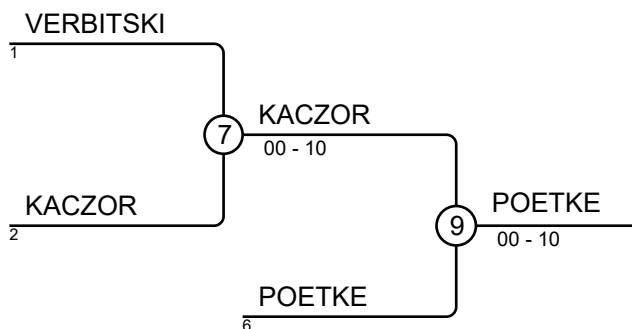 VERBITSKI
1
7
KACZOR
00 - 10
KACZOR
2
9
POETKE
00 - 10
POETKE
6